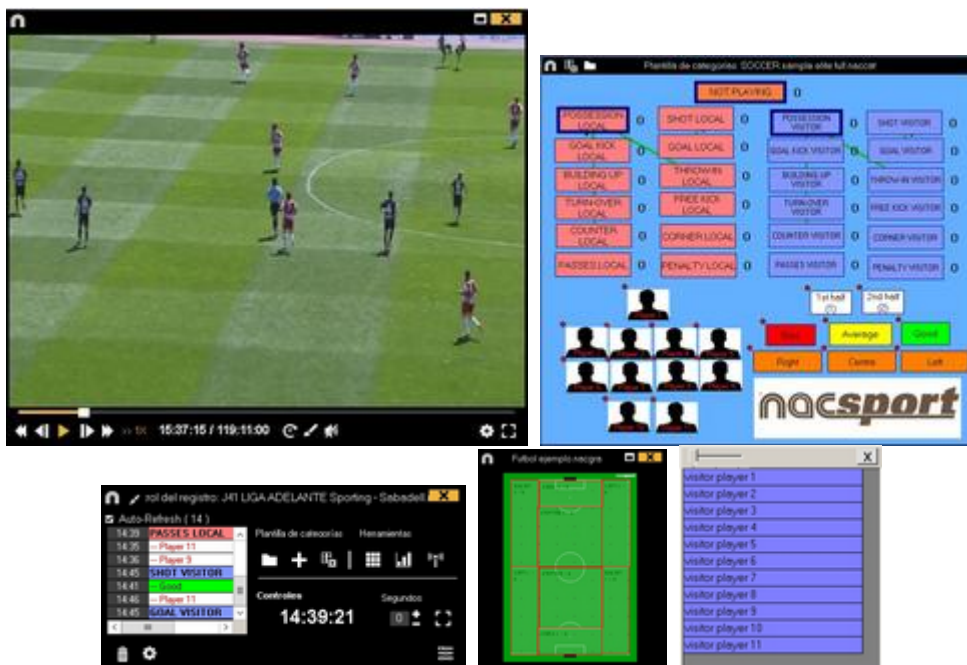 15:37:15 / 119:11:00
Plantilla de categorías: SOCCER sample elite full.naccat
NOT PLAYING 0
POSSESSION LOCAL 0
SHOT LOCAL 0
POSSESSION VISITOR 0
SHOT VISITOR 0
GOAL KICK LOCAL 0
GOAL LOCAL 0
GOAL KICK VISITOR 0
GOAL VISITOR 0
BUILDING UP LOCAL 0
THROW-IN LOCAL 0
BUILDING UP VISITOR 0
THROW-IN VISITOR 0
TURN-OVER LOCAL 0
FREE KICK LOCAL 0
TURN-OVER VISITOR 0
FREE KICK VISITOR 0
COUNTER LOCAL 0
CORNER LOCAL 0
COUNTER VISITOR 0
CORNER VISITOR 0
PASSES LOCAL 0
PENALTY LOCAL 0
PASSES VISITOR 0
PENALTY VISITOR 0
1st half
2nd half
Average
Good
Right
Centre
Left
nacsport
rol del registro: J41 LIGA ADELANTE Sporting - Sabadell
Auto-Refresh ( 14 )
14:39 PASSES LOCAL
14:35 -- Player 11
14:36 -- Player 9
14:45 SHOT VISITOR
14:41 -- Good
14:46 -- Player 11
14:45 GOAL VISITOR
Plantilla de categorías
Herramientas
Controles
Segundos
14:39:21
0
Futbol ejemplo.nacgra
visitor player 1
visitor player 2
visitor player 3
visitor player 4
visitor player 5
visitor player 6
visitor player 7
visitor player 8
visitor player 9
visitor player 10
visitor player 11